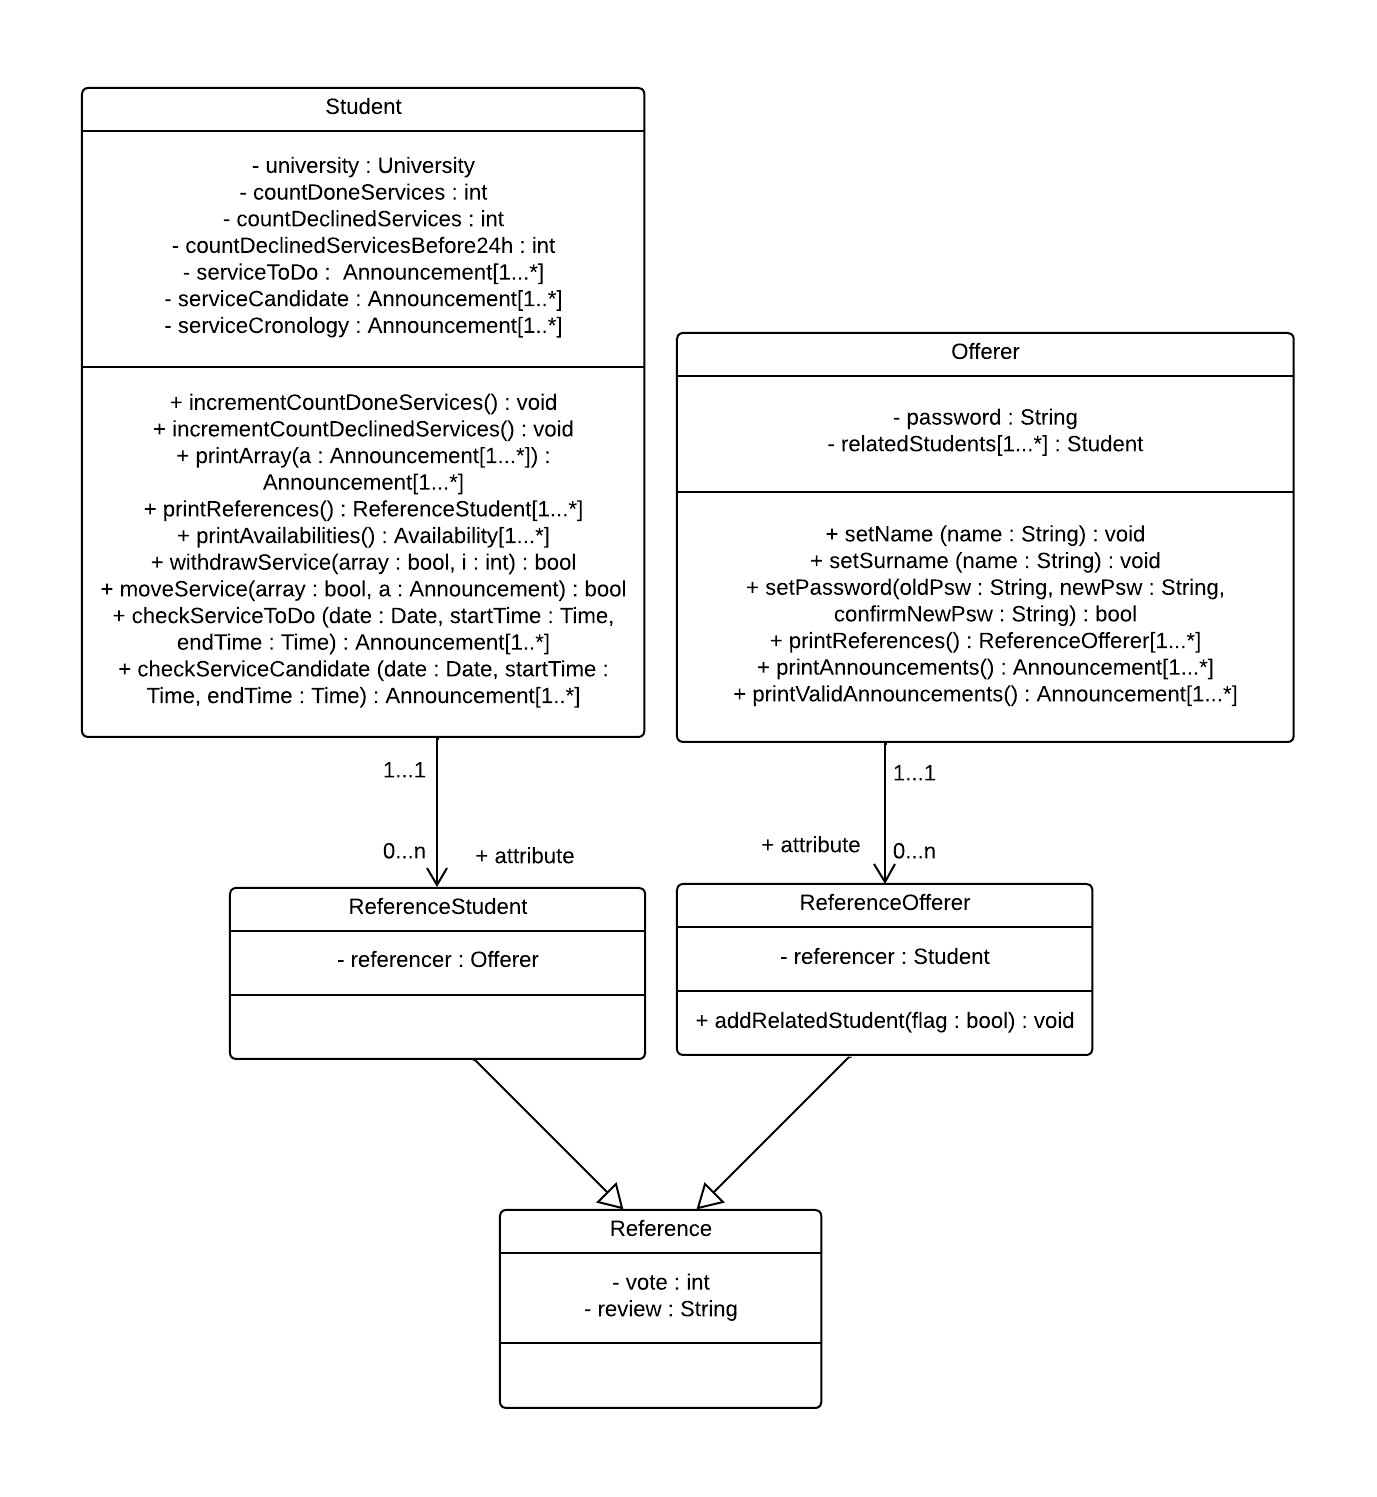 Student
- university : University
- countDoneServices : int
- countDeclinedServices : int
- countDeclinedServicesBefore24h : int
- serviceToDo :  Announcement[1...*]
- serviceCandidate : Announcement[1..*]
- serviceCronology : Announcement[1..*]
+ incrementCountDoneServices() : void
+ incrementCountDeclinedServices() : void
+ printArray(a : Announcement[1...*]) :
Announcement[1...*]
+ printReferences() : ReferenceStudent[1...*]
+ printAvailabilities() : Availability[1...*]
+ withdrawService(array : bool, i : int) : bool
+ moveService(array : bool, a : Announcement) : bool
+ checkServiceToDo (date : Date, startTime : Time,
endTime : Time) : Announcement[1..*]
+ checkServiceCandidate (date : Date, startTime :
Time, endTime : Time) : Announcement[1..*]
Offerer
- password : String
- relatedStudents[1...*] : Student
+ setName (name : String) : void
+ setSurname (name : String) : void
+ setPassword(oldPsw : String, newPsw : String,
confirmNewPsw : String) : bool
+ printReferences() : ReferenceOfferer[1...*]
+ printAnnouncements() : Announcement[1...*]
+ printValidAnnouncements() : Announcement[1...*]
1...1
0...n
+ attribute
1...1
+ attribute
0...n
ReferenceStudent
- referencer : Offerer
ReferenceOfferer
- referencer : Student
+ addRelatedStudent(flag : bool) : void
Reference
- vote : int
- review : String